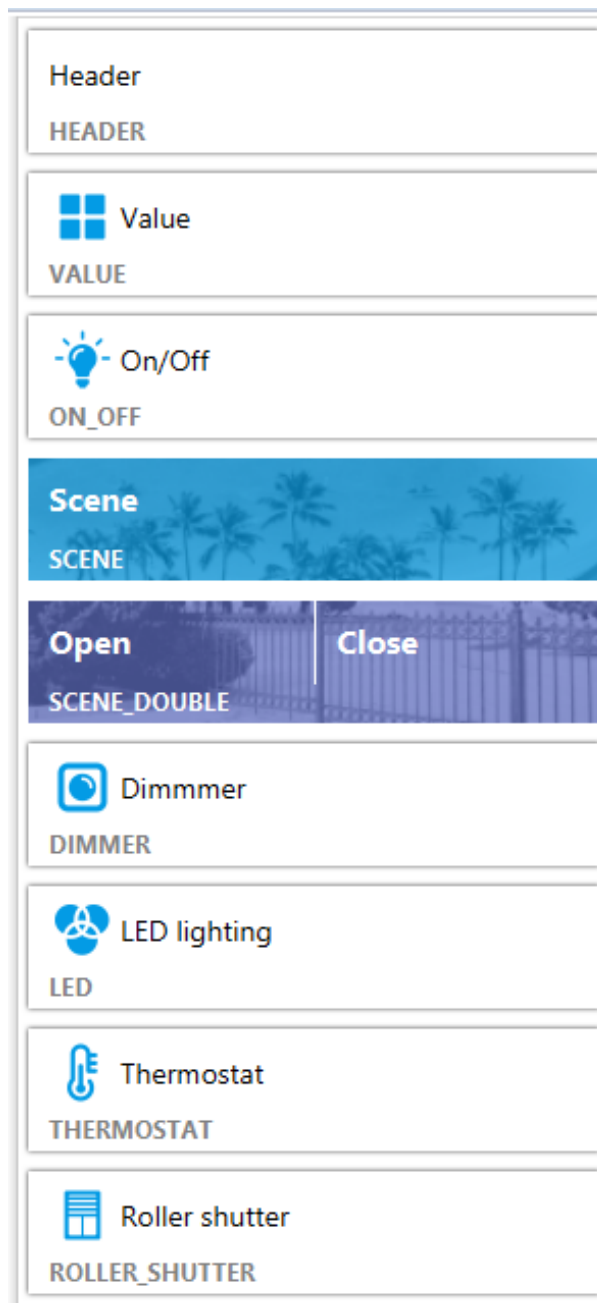 Header
HEADER
Value
VALUE
On/Off
ON_OFF
Scene
SCENE
Open Close
SCENE_DOUBLE
Dimmmer
DIMMER
LED lighting
LED
Thermostat
THERMOSTAT
Roller shutter
ROLLER_SHUTTER